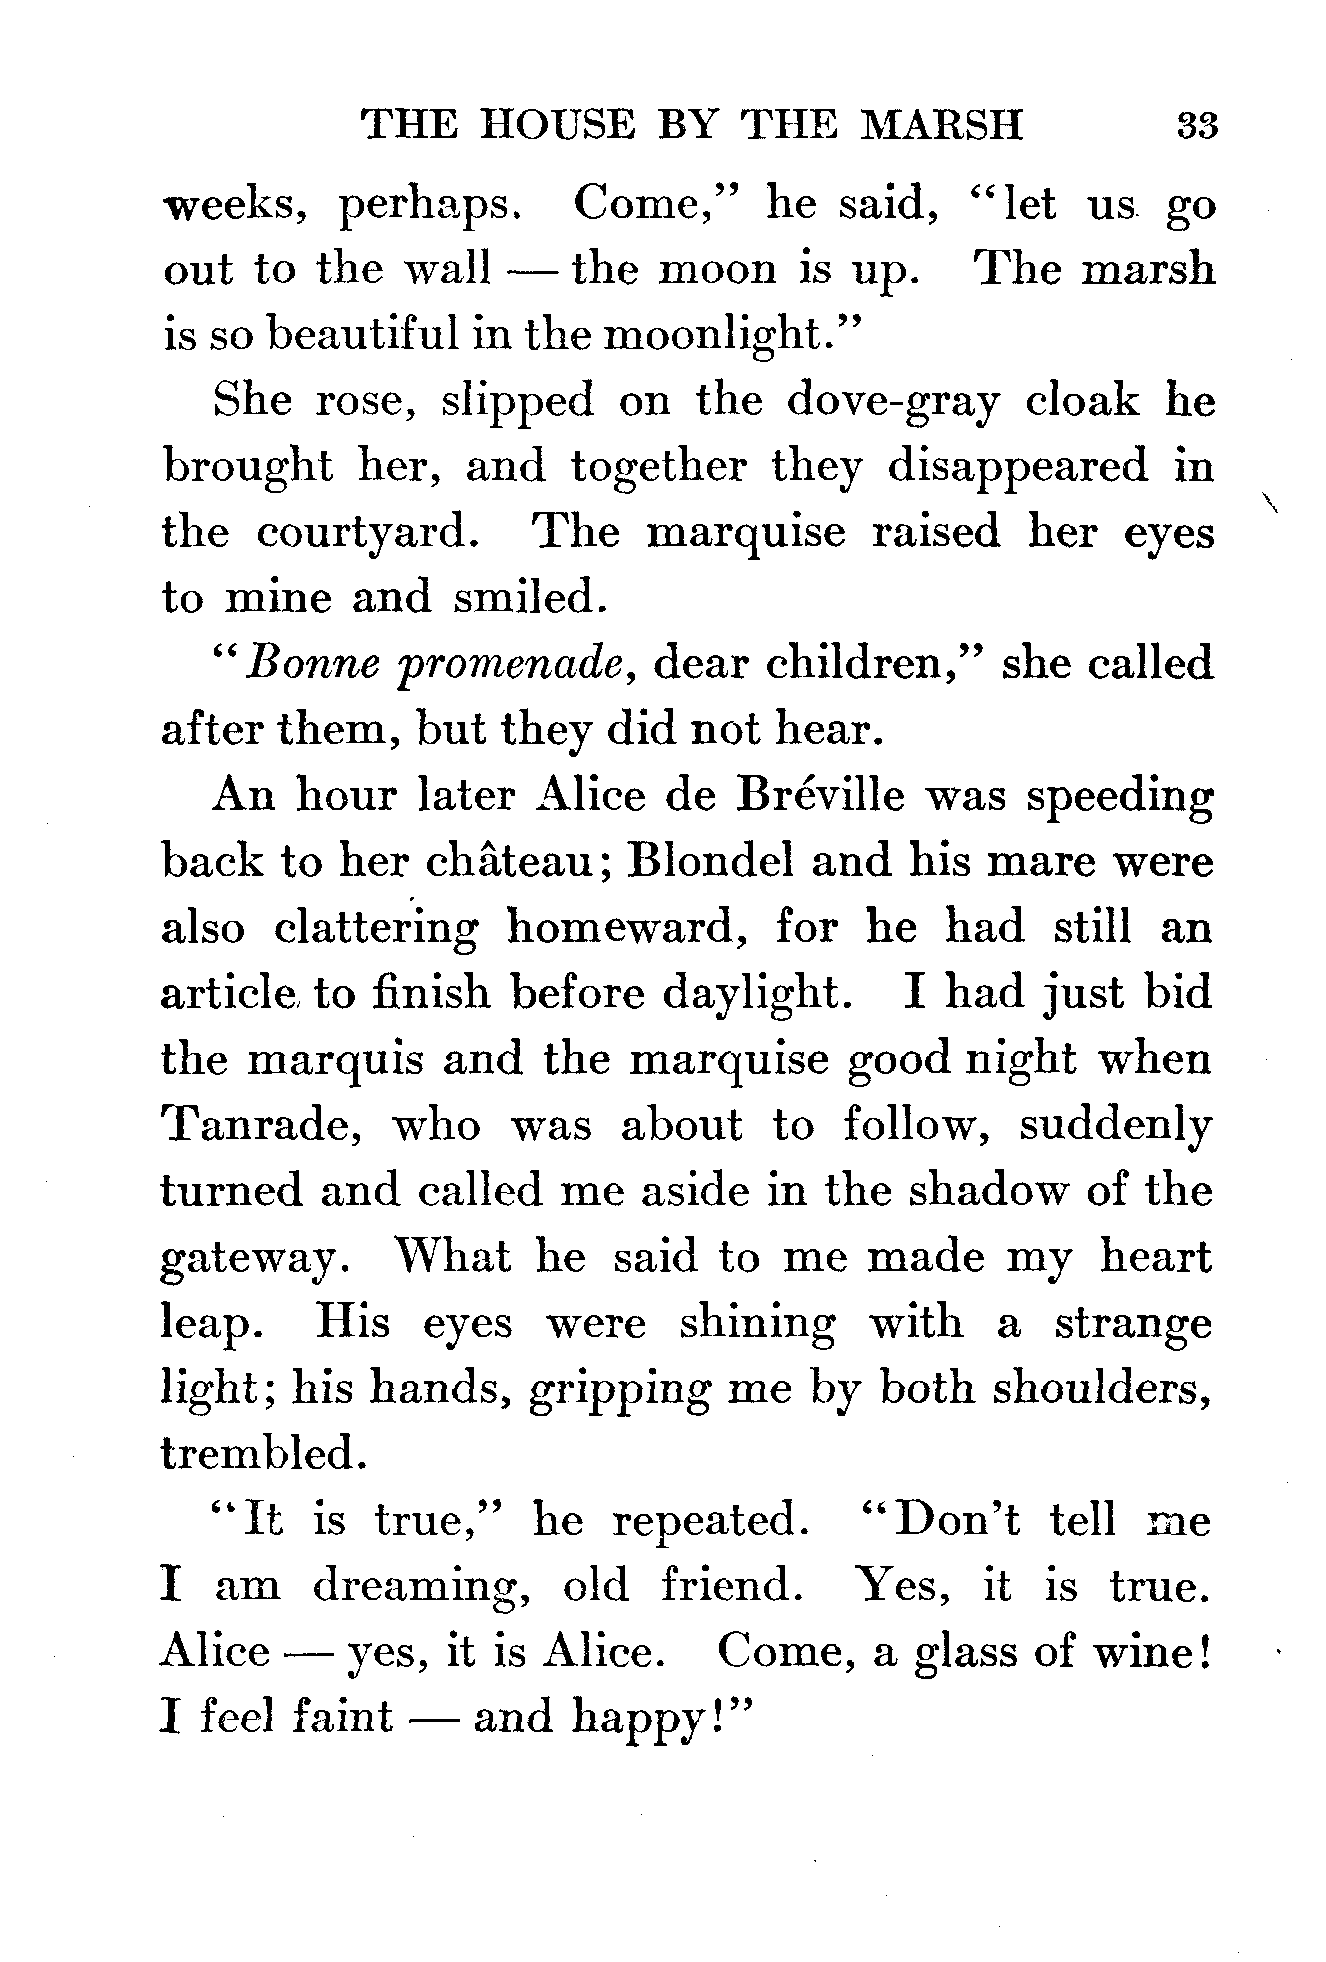 THE HOUSE BY THE MARSH 33
weeks, perhaps. Come,” he said, “let us go
out to the wall — the moon is up. The marsh
is so beautiful in the moonlight.”
She rose, slipped on the dove-gray cloak he
brought her, and together they disappeared in
the courtyard. The marquise raised her eyes
to mine and smiled.
“Bonne promenade, dear children,” she called
after them, but they did not hear.
An hour later Alice de Bréville was speeding
back to her château; Blondel and his mare were
also clattering homeward, for he had still an
article to finish before daylight. I had just bid
the marquis and the marquise good night when
Tanrade, who was about to follow, suddenly
turned and called me aside in the shadow of the
gateway. What he said to me made my heart
leap. His eyes were shining with a strange
light; his hands, gripping me by both shoulders,
trembled.
“It is true,” he repeated. “Don’t tell me
I am dreaming, old friend. Yes, it is true.
Alice — yes, it is Alice. Come, a glass of wine!
I feel faint — and happy!”